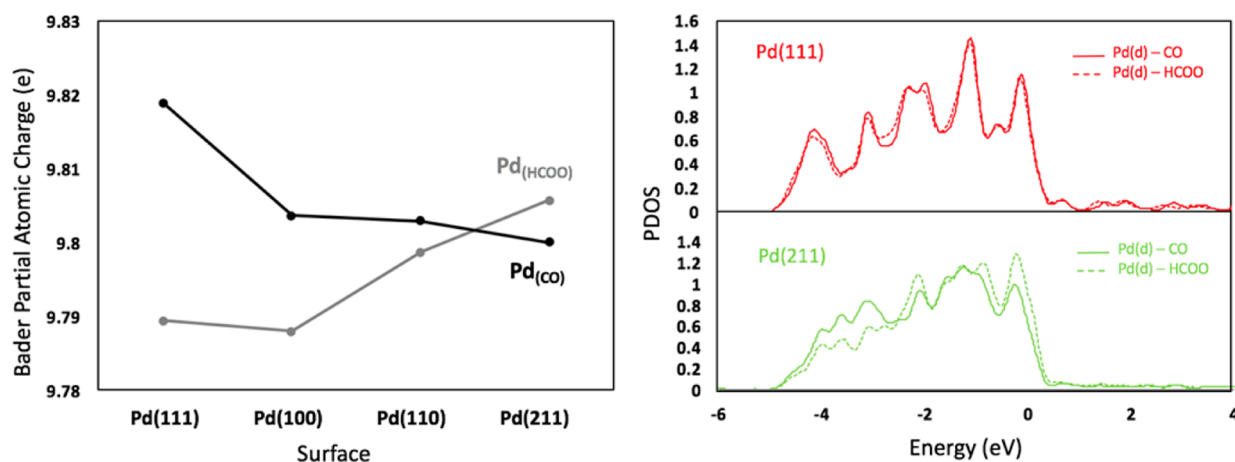 Bader Partial Atomic Charge (e)
9.83
9.82
9.81
9.8
9.79
9.78
Pd(HCOO)
Pd(CO)
Pd(111)
Pd(100)
Pd(110)
Pd(211)
Surface
PDOS
1.6
1.4
1.2
1
0.8
0.6
0.4
0.2
0
Pd(111)
Pd(d) – CO
Pd(d) – HCOO
1.4
1.2
1
0.8
0.6
0.4
0.2
0
Pd(211)
Pd(d) – CO
Pd(d) – HCOO
-6
-4
-2
0
2
4
Energy (eV)